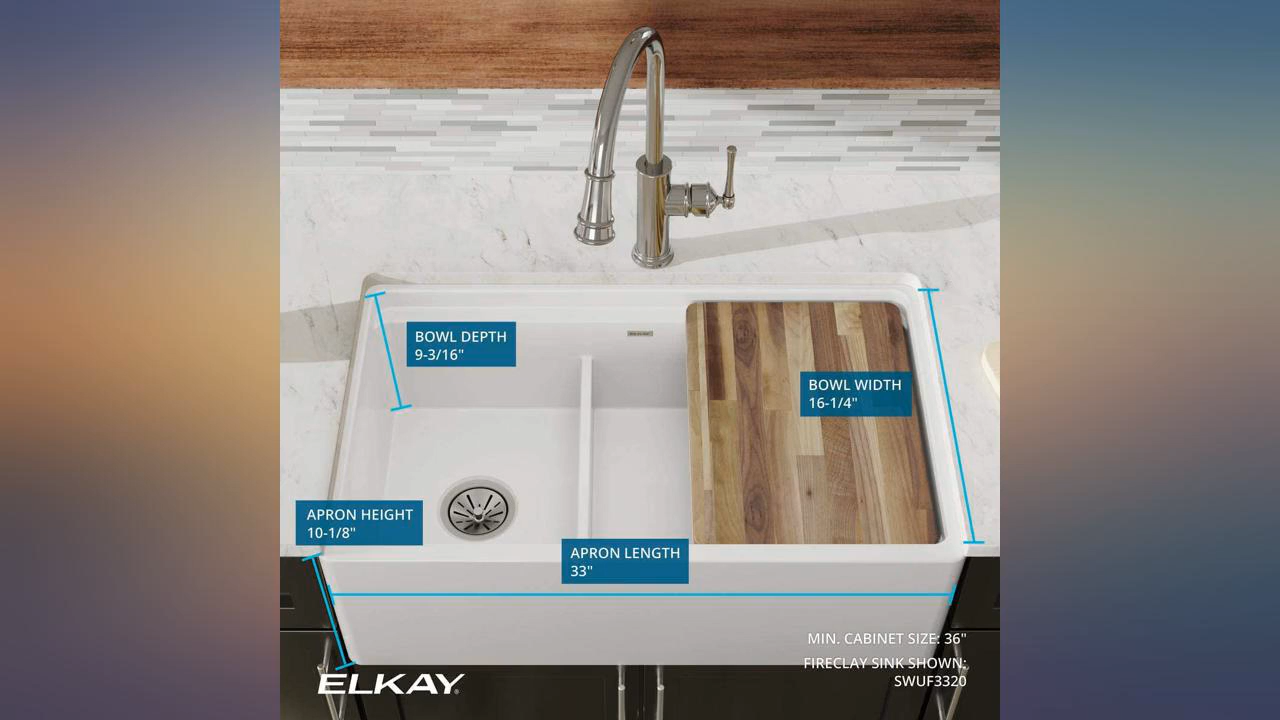 BOWL DEPTH
9-3/16"
BOWL WIDTH
16-1/4"
APRON HEIGHT
10-1/8"
APRON LENGTH
33"
MIN. CABINET SIZE: 36"
FIRECLAY SINK SHOWN:
SWUF3320
ELKAY®